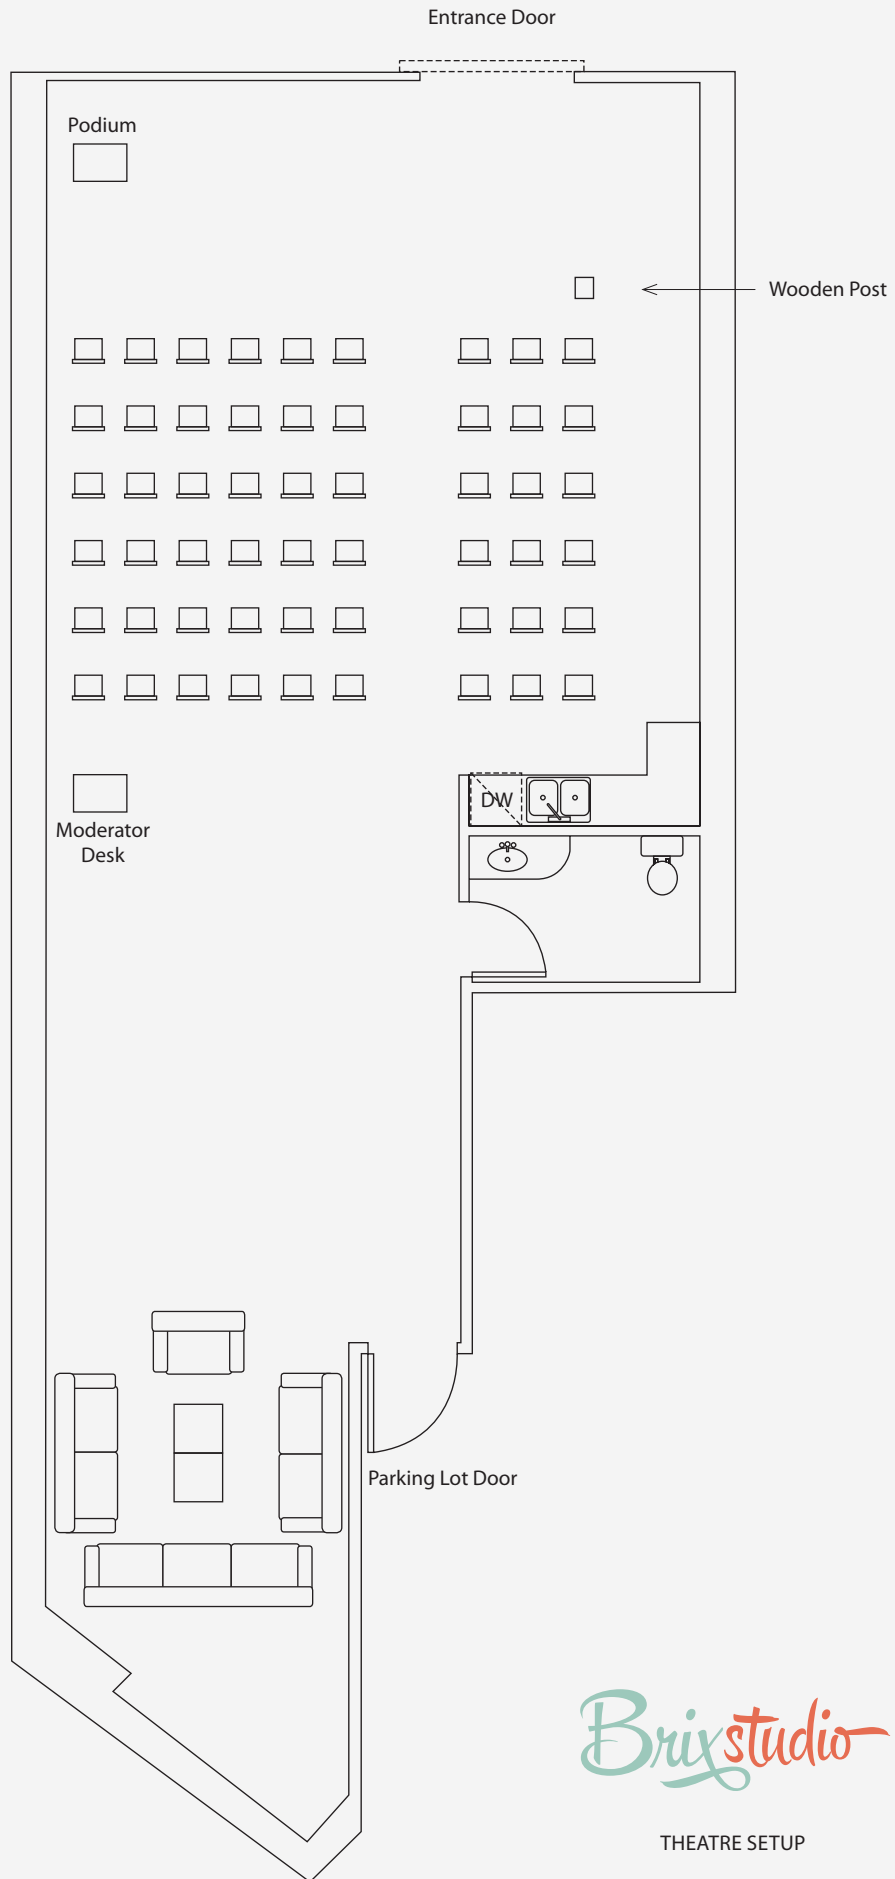 Entrance Door
Podium
Wooden Post
DW
Moderator
Desk
Parking Lot Door
Brixstudio
THEATRE SETUP